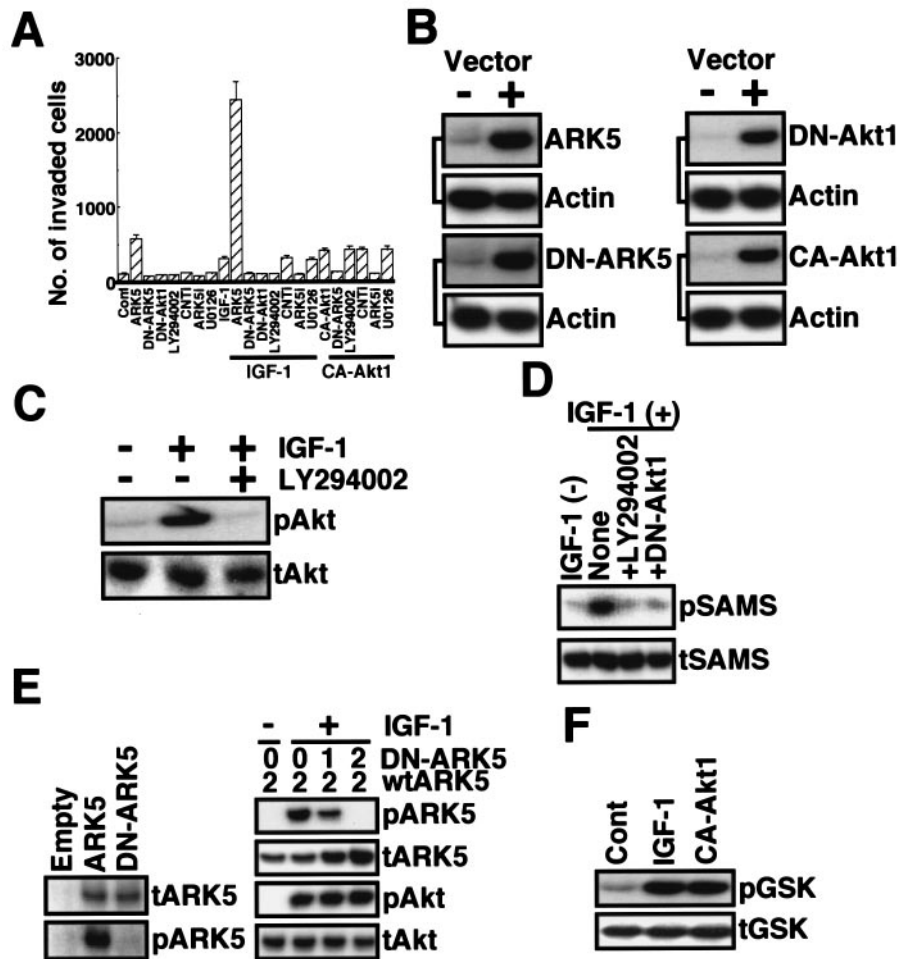 A
No. of invaded cells
3000
2000
1000
0
Cont
ARK5
DN-ARK5
DN-Akt1
LY294002
CNTi
ARK5i
U0126
IGF-1
ARK5
DN-ARK5
DN-Akt1
LY294002
CNTi
ARK5i
U0126
CA-Akt1
DN-ARK5
LY294002
CNTi
ARK5i
U0126
IGF-1
CA-Akt1
B
Vector
- +
ARK5
Actin
DN-ARK5
Actin
Vector
- +
DN-Akt1
Actin
CA-Akt1
Actin
C
- + + IGF-1
- - + LY294002
pAkt
tAkt
D
IGF-1 (+)
IGF-1 (-)
None
+LY294002
+DN-Akt1
pSAMS
tSAMS
E
Empty
ARK5
DN-ARK5
tARK5
pARK5
- + IGF-1
0 0 1 2 DN-ARK5
2 2 2 2 wtARK5
pARK5
tARK5
pAkt
tAkt
F
Cont
IGF-1
CA-Akt1
pGSK
tGSK